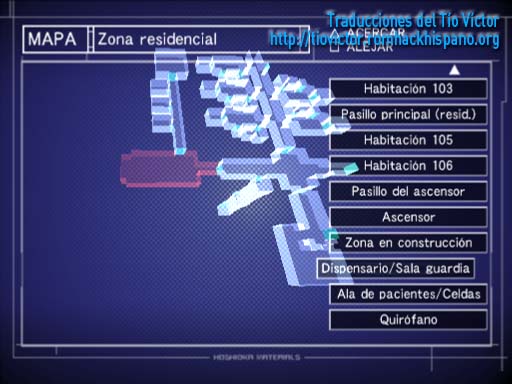 Traducciones del Tío Víctor
http://tiovictor.romhackhispano.org
MAPA
Zona residencial
△ ACERCAR
□ ALEJAR
Habitación 103
Pasillo principal (resid.)
Habitación 105
Habitación 106
Pasillo del ascensor
Ascensor
Zona en construcción
Dispensario/Sala guardia
Ala de pacientes/Celdas
Quirófano
HOSHIOKA MATERIALS